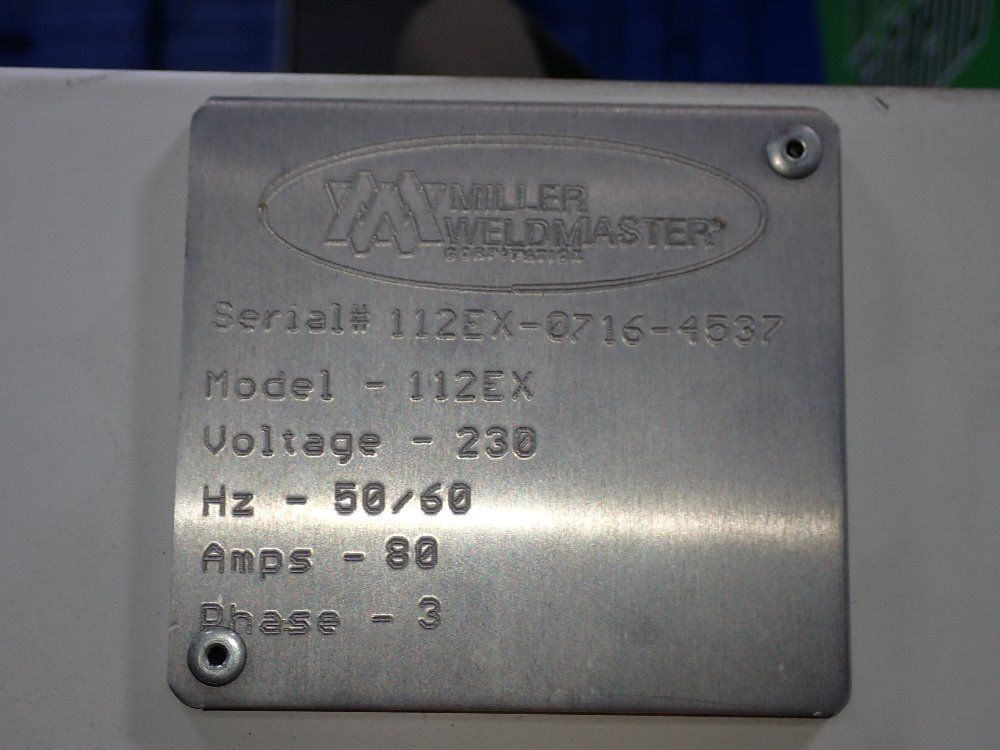 MILLER
WELDMASTER
CORPORATION
Serial# 112EX-0716-4537
Model - 112EX
Voltage - 230
Hz - 50/60
Amps - 80
Phase - 3